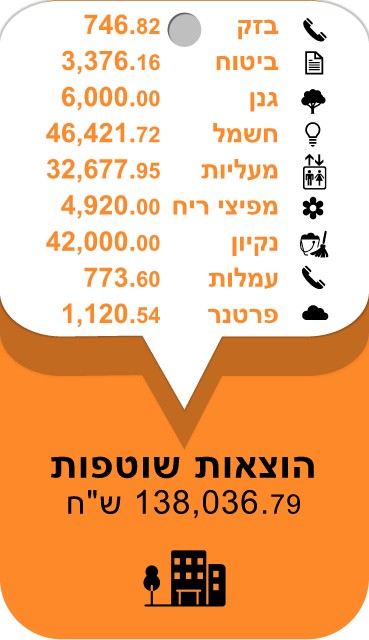 בזק 746.82
ביטוח 3,376.16
גנן 6,000.00
חשמל 46,421.72
מעליות 32,677.95
מפיצי ריח 4,920.00
נקיון 42,000.00
עמלות 773.60
פרטנר 1,120.54
הוצאות שוטפות
138,036.79 ש"ח